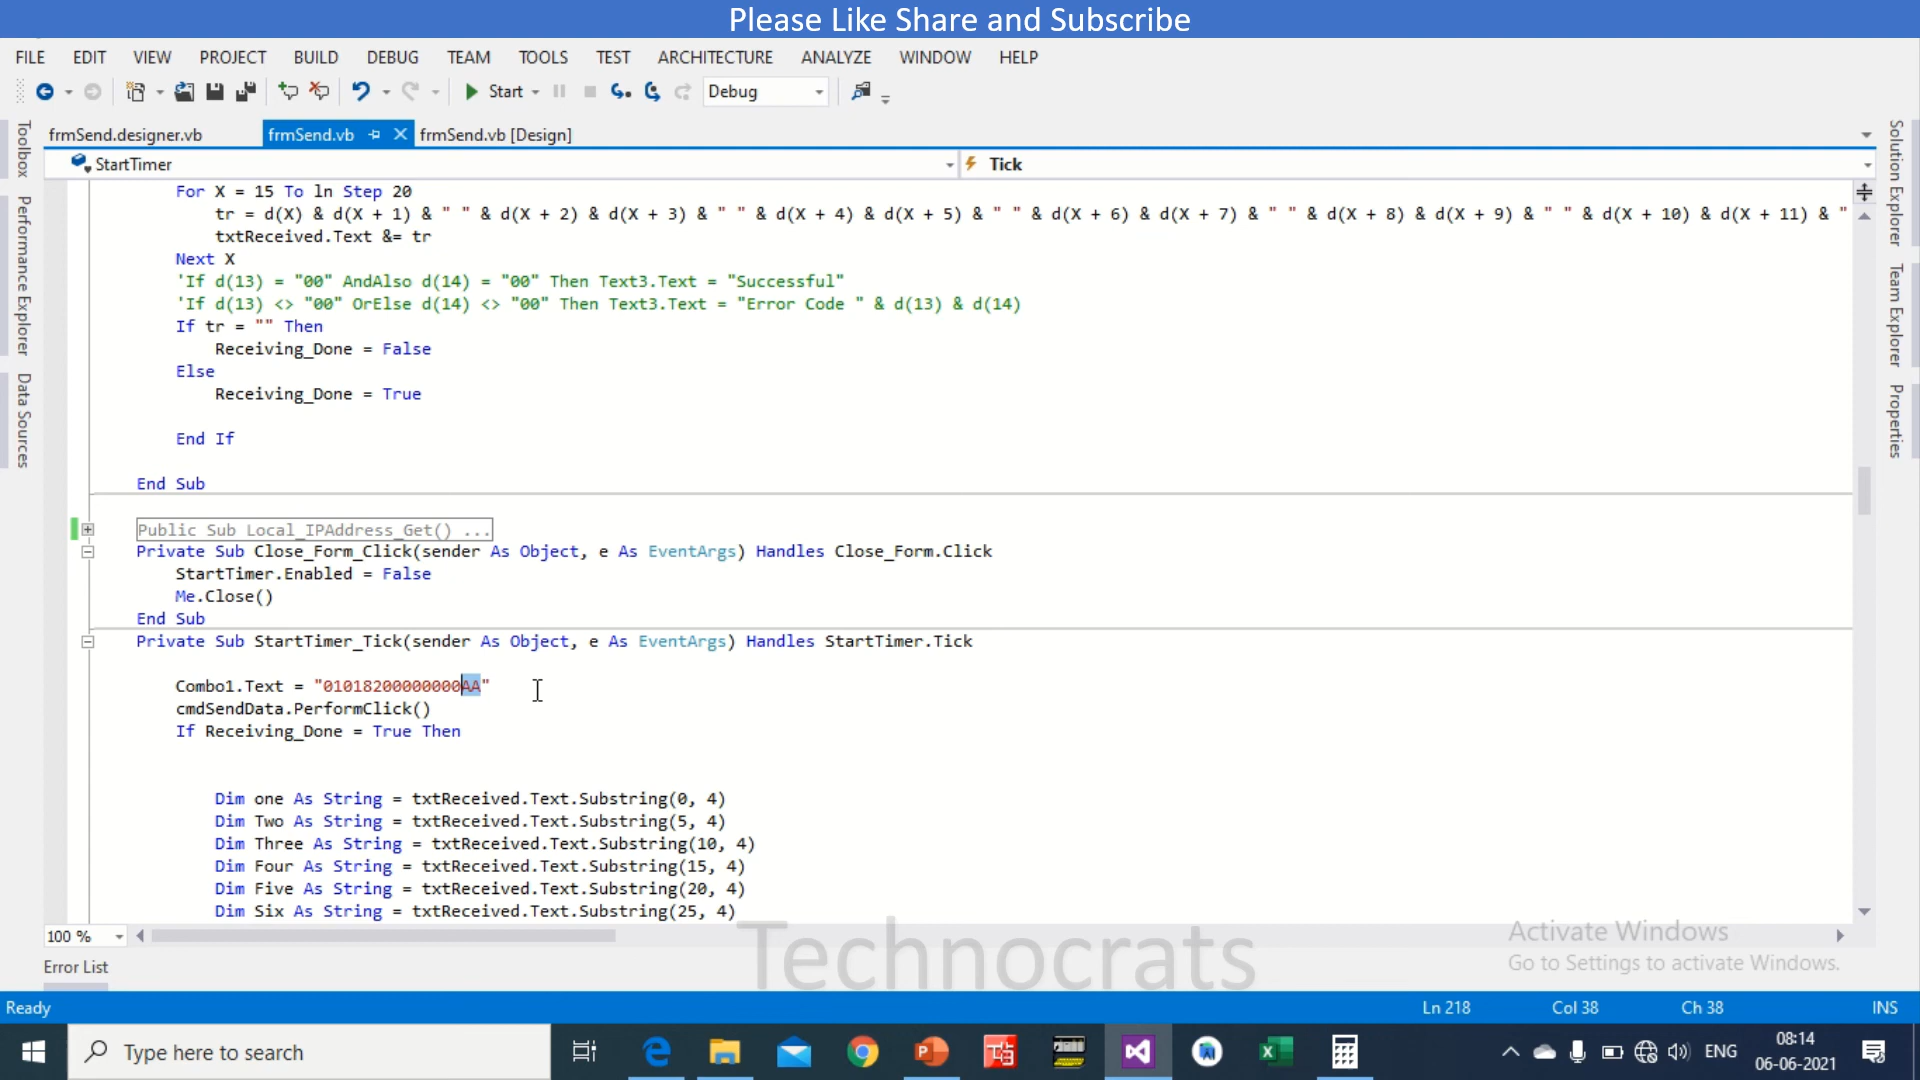 Please Like Share and Subscribe
FILE EDIT VIEW PROJECT BUILD DEBUG TEAM TOOLS TEST ARCHITECTURE ANALYZE WINDOW HELP
Start Debug
frmSend.designer.vb frmSend.vb frmSend.vb [Design]
StartTimer Tick
Toolbox
Performance Explorer
Data Sources
For X = 15 To ln Step 20
tr = d(X) & d(X + 1) & " " & d(X + 2) & d(X + 3) & " " & d(X + 4) & d(X + 5) & " " & d(X + 6) & d(X + 7) & " " & d(X + 8) & d(X + 9) & " " & d(X + 10) & d(X + 11) & "
txtReceived.Text &= tr
Next X
'If d(13) = "00" AndAlso d(14) = "00" Then Text3.Text = "Successful"
'If d(13) <> "00" OrElse d(14) <> "00" Then Text3.Text = "Error Code " & d(13) & d(14)
If tr = "" Then
Receiving_Done = False
Else
Receiving_Done = True
End If
End Sub
Public Sub Local_IPAddress_Get() ...
Private Sub Close_Form_Click(sender As Object, e As EventArgs) Handles Close_Form.Click
StartTimer.Enabled = False
Me.Close()
End Sub
Private Sub StartTimer_Tick(sender As Object, e As EventArgs) Handles StartTimer.Tick
Combo1.Text = "01018200000000AA"
cmdSendData.PerformClick()
If Receiving_Done = True Then
Dim one As String = txtReceived.Text.Substring(0, 4)
Dim Two As String = txtReceived.Text.Substring(5, 4)
Dim Three As String = txtReceived.Text.Substring(10, 4)
Dim Four As String = txtReceived.Text.Substring(15, 4)
Dim Five As String = txtReceived.Text.Substring(20, 4)
Dim Six As String = txtReceived.Text.Substring(25, 4)
Solution Explorer
Team Explorer
Properties
100 %
Technocrats
Activate Windows
Go to Settings to activate Windows.
Error List
Ready Ln 218 Col 38 Ch 38 INS
Type here to search
ENG
08:14
06-06-2021